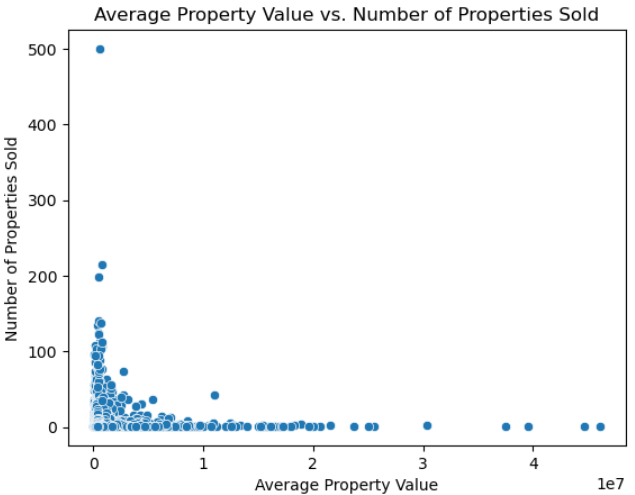 Average Property Value vs. Number of Properties Sold
500
400
300
200
100
0
Number of Properties Sold
0 1 2 3 4
1e7
Average Property Value